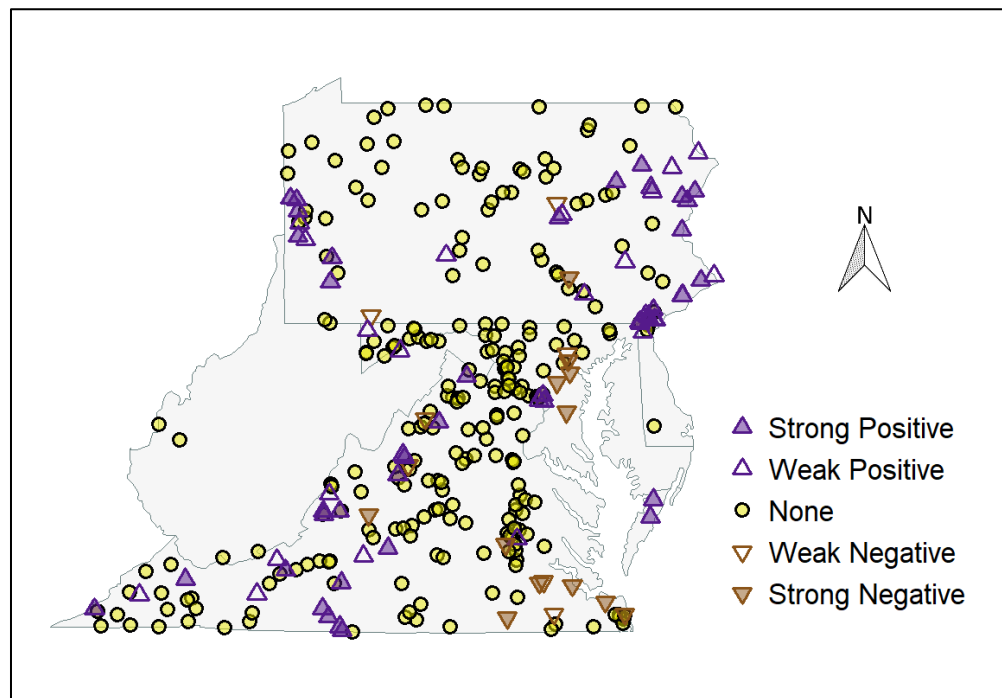 N
Strong Positive
Weak Positive
None
Weak Negative
Strong Negative